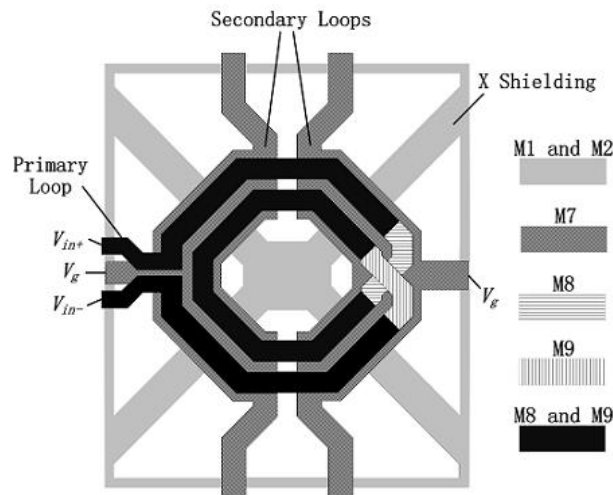 Secondary Loops
X Shielding
M1 and M2
Primary
Loop
M7
Vin+
Vg
M8
Vin-
Vg
M9
M8 and M9